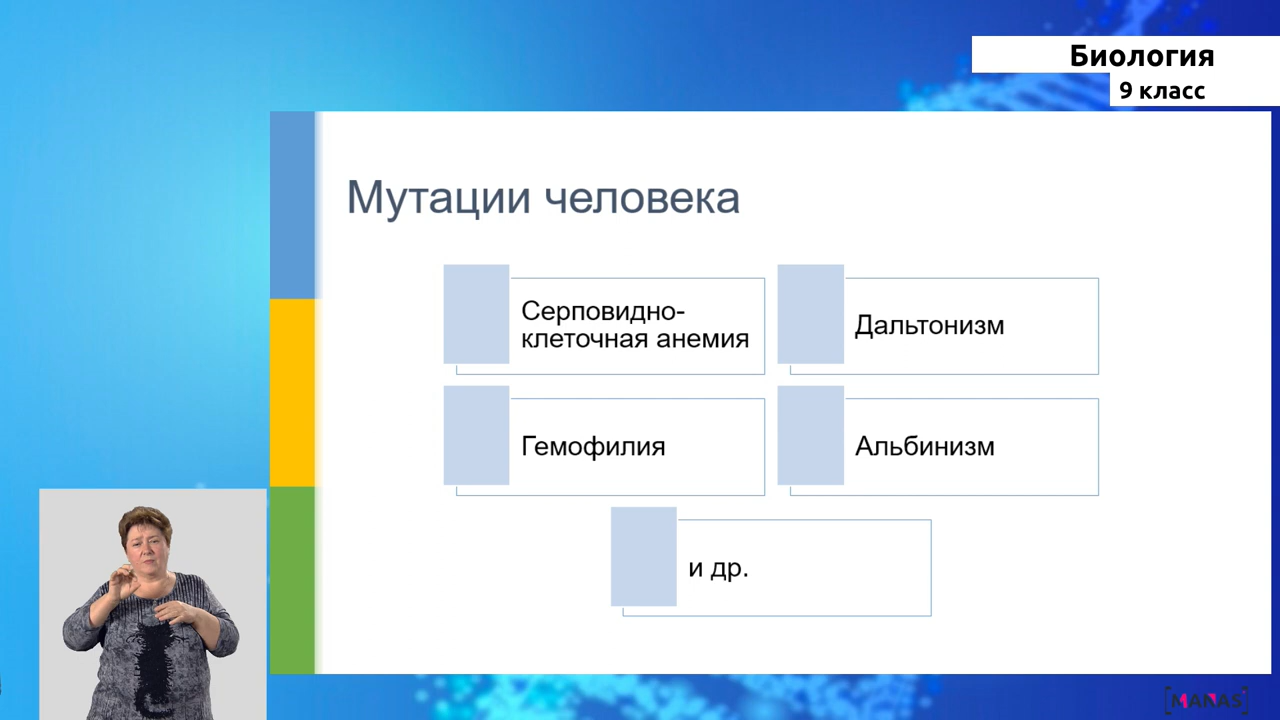 Биология
9 класс
Мутации человека
Серповидно-
клеточная анемия
Дальтонизм
Гемофилия
Альбинизм
и др.
MANAS